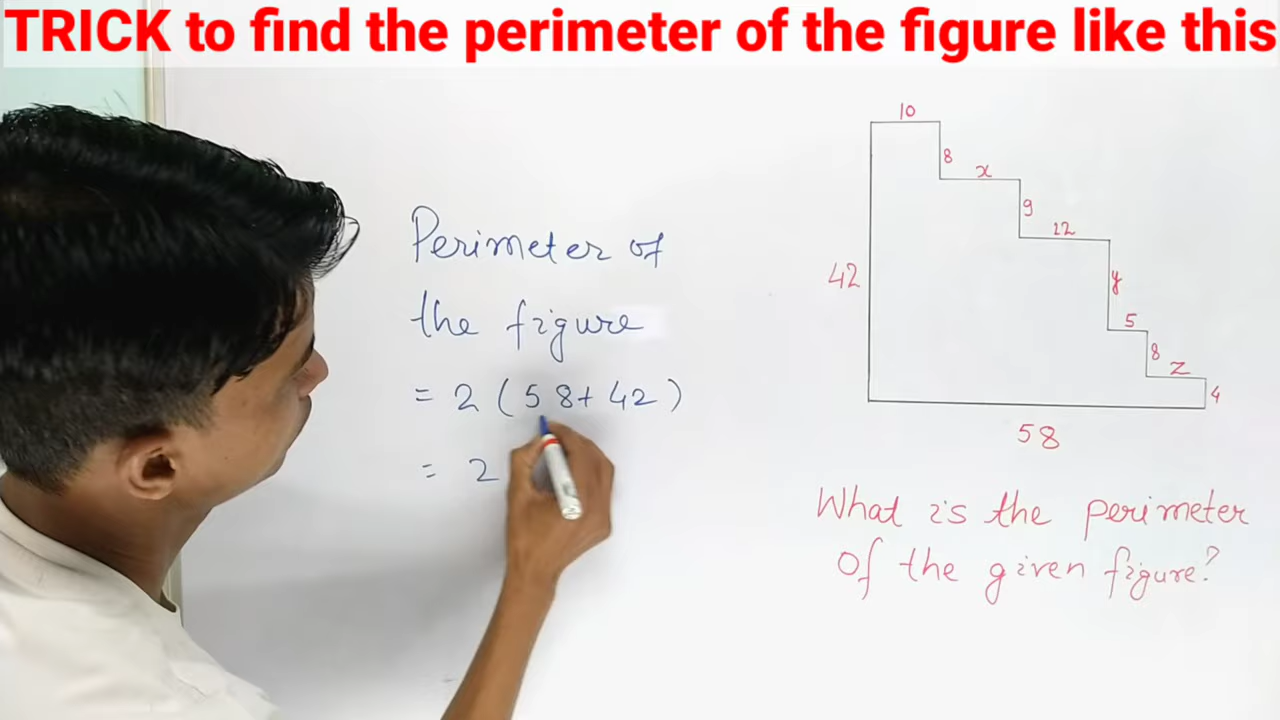 TRICK to find the perimeter of the figure like this
Perimeter of
the figure
= 2 (58+ 42)
= 2
10
8
x
9
12
y
5
8
z
4
42
58
What is the perimeter
of the given figure?